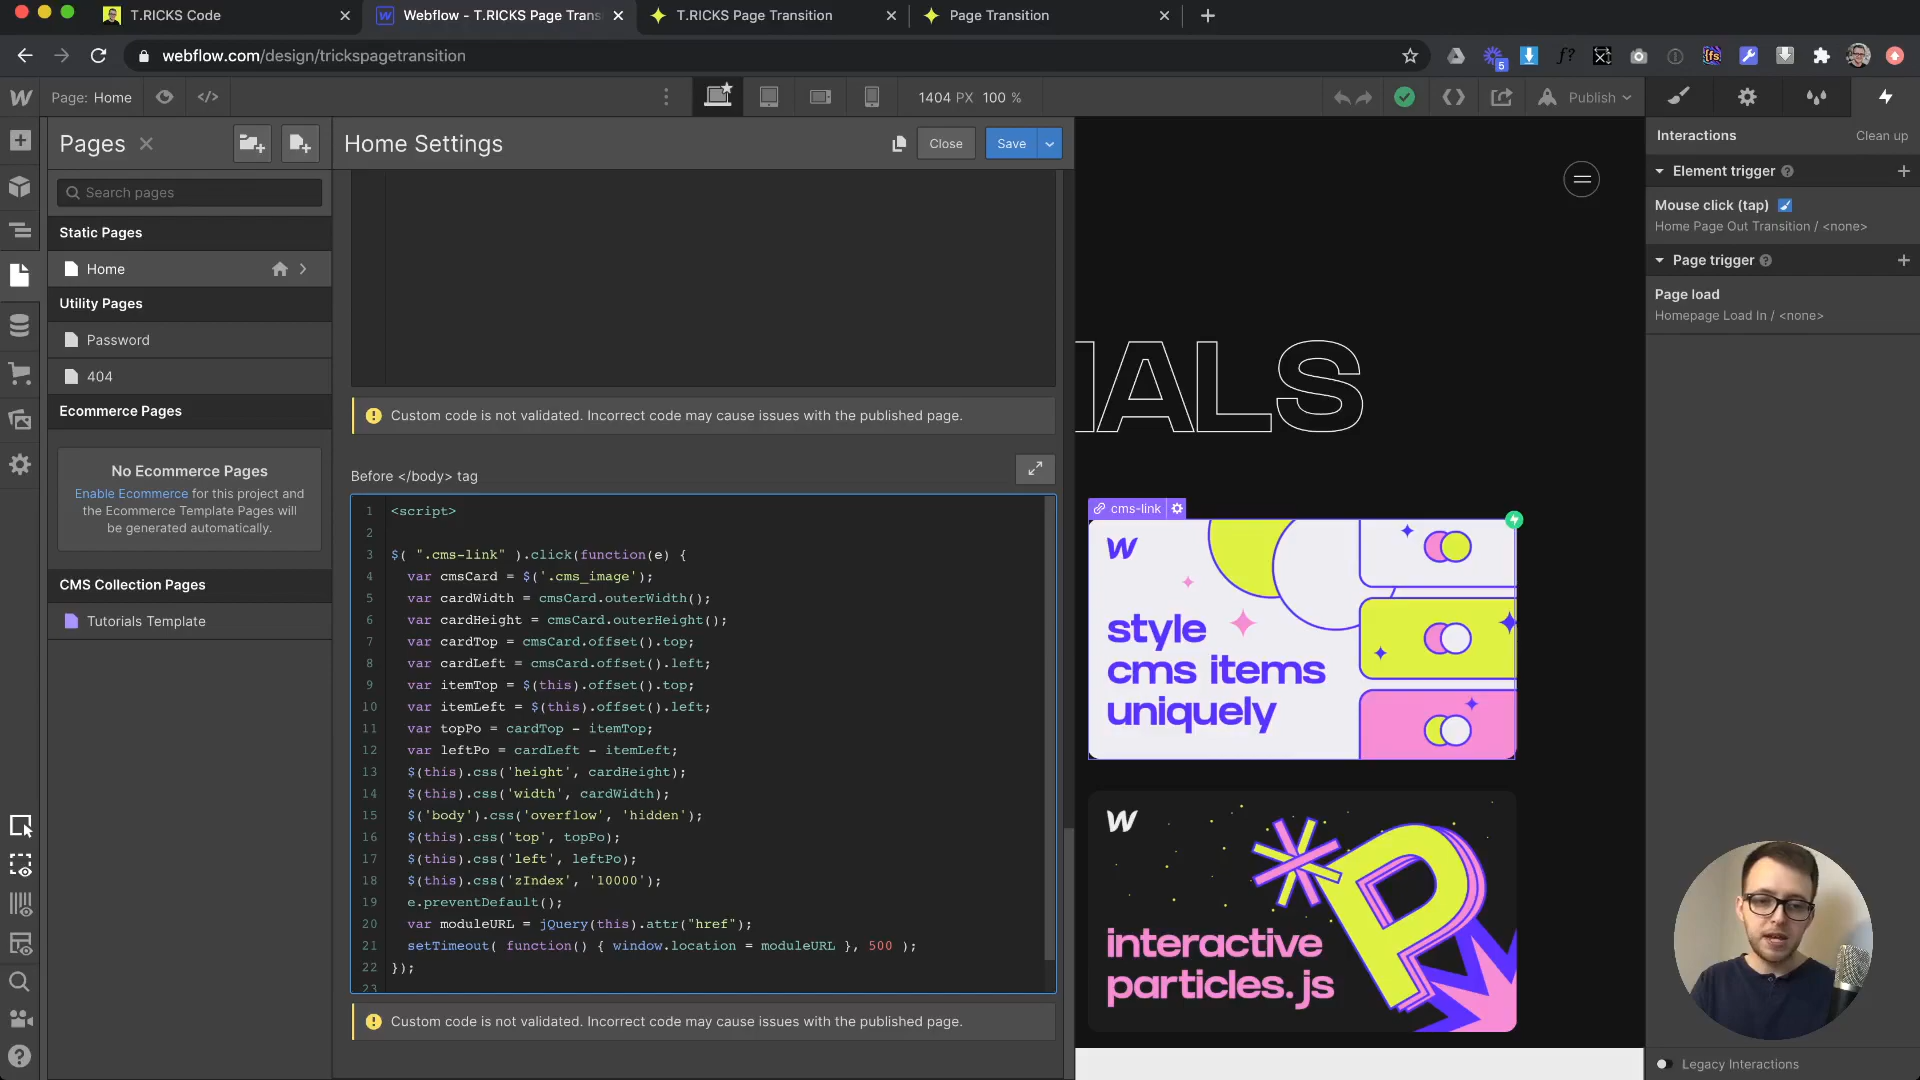 T.RICKS Code
Webflow - T.RICKS Page Trans
T.RICKS Page Transition
Page Transition
webflow.com/design/trickspagetransition
5
f?
Page: Home
</>
1404 PX 100 %
Publish
Pages
Home Settings
Close
Save
Interactions
Clean up
Search pages
Static Pages
Home
Utility Pages
Password
404
Ecommerce Pages
No Ecommerce Pages
Enable Ecommerce for this project and
the Ecommerce Template Pages will
be generated automatically.
CMS Collection Pages
Tutorials Template
Custom code is not validated. Incorrect code may cause issues with the published page.
Before </body> tag
1 <script>
2
3 $( ".cms-link" ).click(function(e) {
4 var cmsCard = $('.cms_image');
5 var cardWidth = cmsCard.outerWidth();
6 var cardHeight = cmsCard.outerHeight();
7 var cardTop = cmsCard.offset().top;
8 var cardLeft = cmsCard.offset().left;
9 var itemTop = $(this).offset().top;
10 var itemLeft = $(this).offset().left;
11 var topPo = cardTop - itemTop;
12 var leftPo = cardLeft - itemLeft;
13 $(this).css('height', cardHeight);
14 $(this).css('width', cardWidth);
15 $('body').css('overflow', 'hidden');
16 $(this).css('top', topPo);
17 $(this).css('left', leftPo);
18 $(this).css('zIndex', '10000');
19 e.preventDefault();
20 var moduleURL = jQuery(this).attr("href");
21 setTimeout( function() { window.location = moduleURL }, 500 );
22 });
23
Custom code is not validated. Incorrect code may cause issues with the published page.
IALS
cms-link
style
cms items
uniquely
interactive
particles.js
Element trigger
Mouse click (tap)
Home Page Out Transition / <none>
Page trigger
Page load
Homepage Load In / <none>
Legacy Interactions